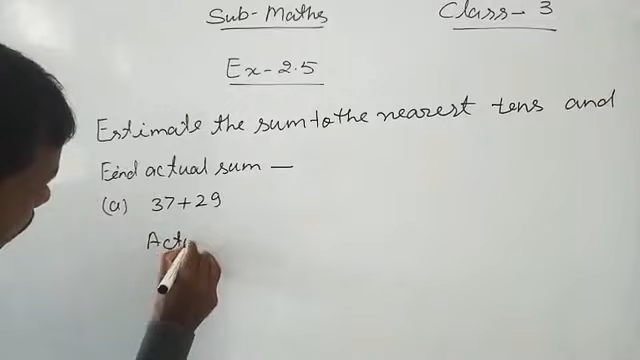 Sub-Maths Class-3
Ex-2.5
Estimate the sum to the nearest tens and
Find actual sum —
(a) 37+29
Act